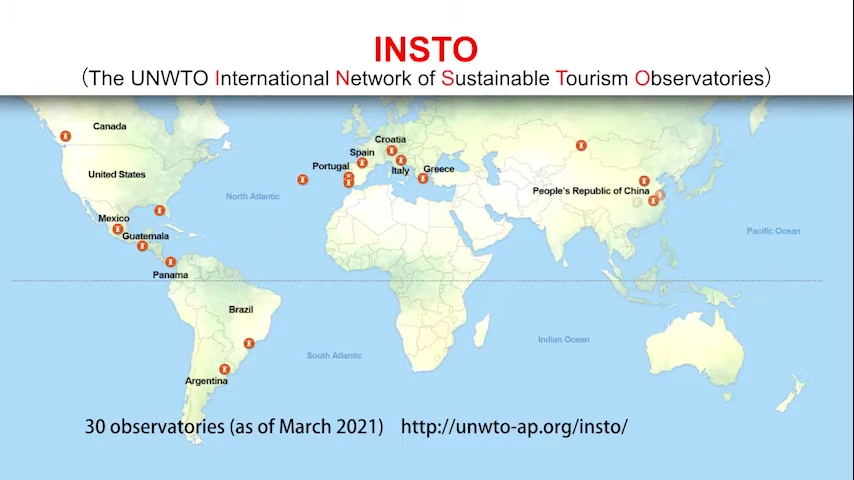 INSTO
(The UNWTO International Network of Sustainable Tourism Observatories)
Canada
Croatia
Spain
Portugal
Italy
Greece
United States
People's Republic of China
North Atlantic
Mexico
Guatemala
Pacific Ocean
Panama
Brazil
Indian Ocean
South Atlantic
Argentina
30 observatories (as of March 2021) http://unwto-ap.org/insto/